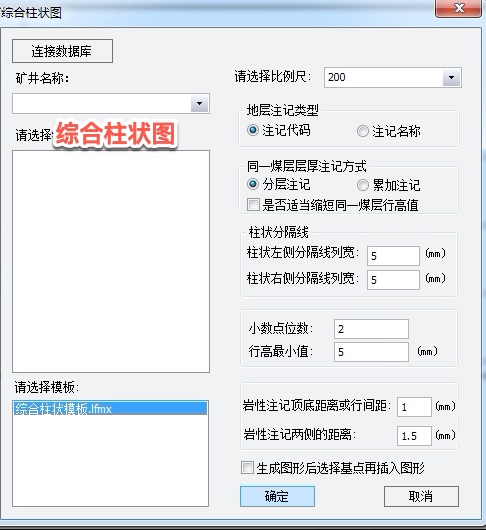 综合柱状图
连接数据库
矿井名称:
请选择
综合柱状图
请选择模板:
综合柱状模板.lfmx
请选择比例尺: 200
地层注记类型
注记代码 注记名称
同一煤层层厚注记方式
分层注记 累加注记
是否适当缩短同一煤层行高值
柱状分隔线
柱状左侧分隔线列宽: 5 (mm)
柱状右侧分隔线列宽: 5 (mm)
小数点位数: 2
行高最小值: 5 (mm)
岩性注记顶底距离或行间距: 1 (mm)
岩性注记两侧的距离: 1.5 (mm)
生成图形后选择基点再插入图形
确定 取消